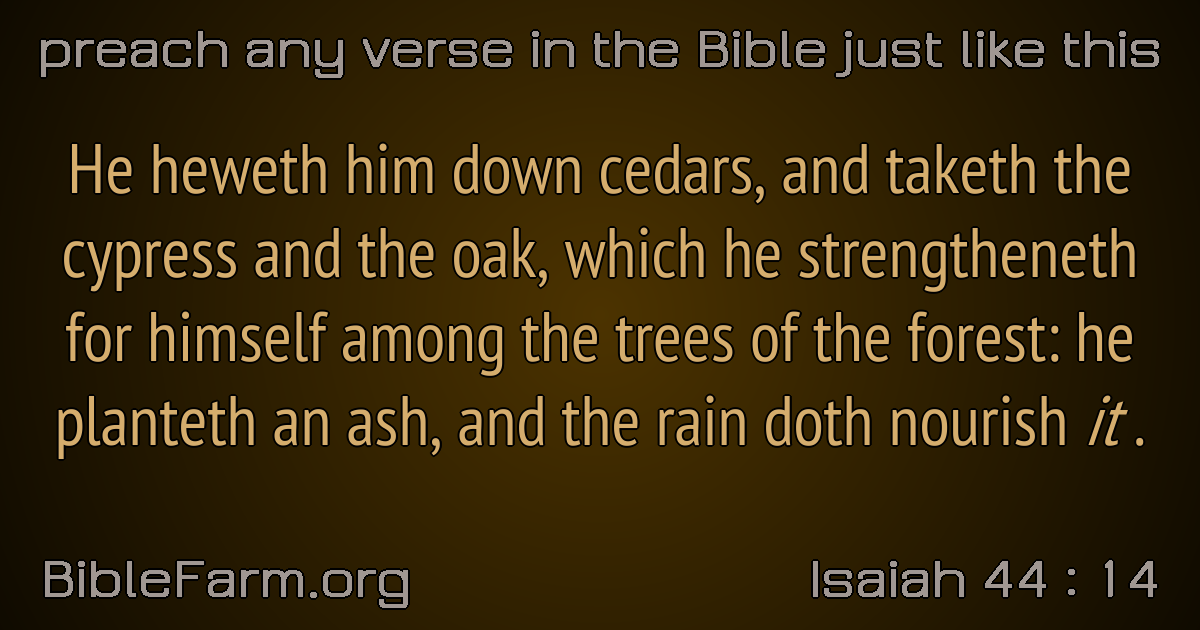 preach any verse in the Bible just like this
He heweth him down cedars, and taketh the
cypress and the oak, which he strengtheneth
for himself among the trees of the forest: he
planteth an ash, and the rain doth nourish it .
BibleFarm.org
Isaiah 44 : 14